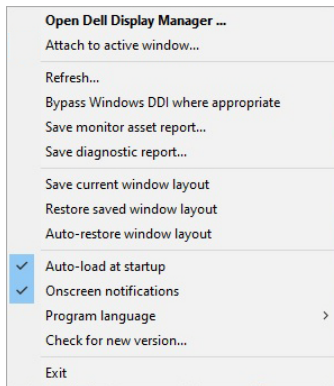 Open Dell Display Manager ...
Attach to active window...
Refresh...
Bypass Windows DDI where appropriate
Save monitor asset report...
Save diagnostic report...
Save current window layout
Restore saved window layout
Auto-restore window layout
Auto-load at startup
Onscreen notifications
Program language
Check for new version...
Exit